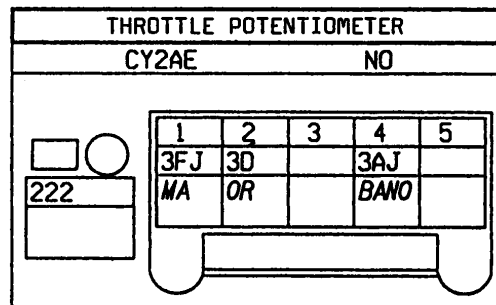 THROTTLE POTENTIOMETER
CY2AE NO
1 2 3 4 5
3FJ 3D 3AJ
222
MA OR BANO